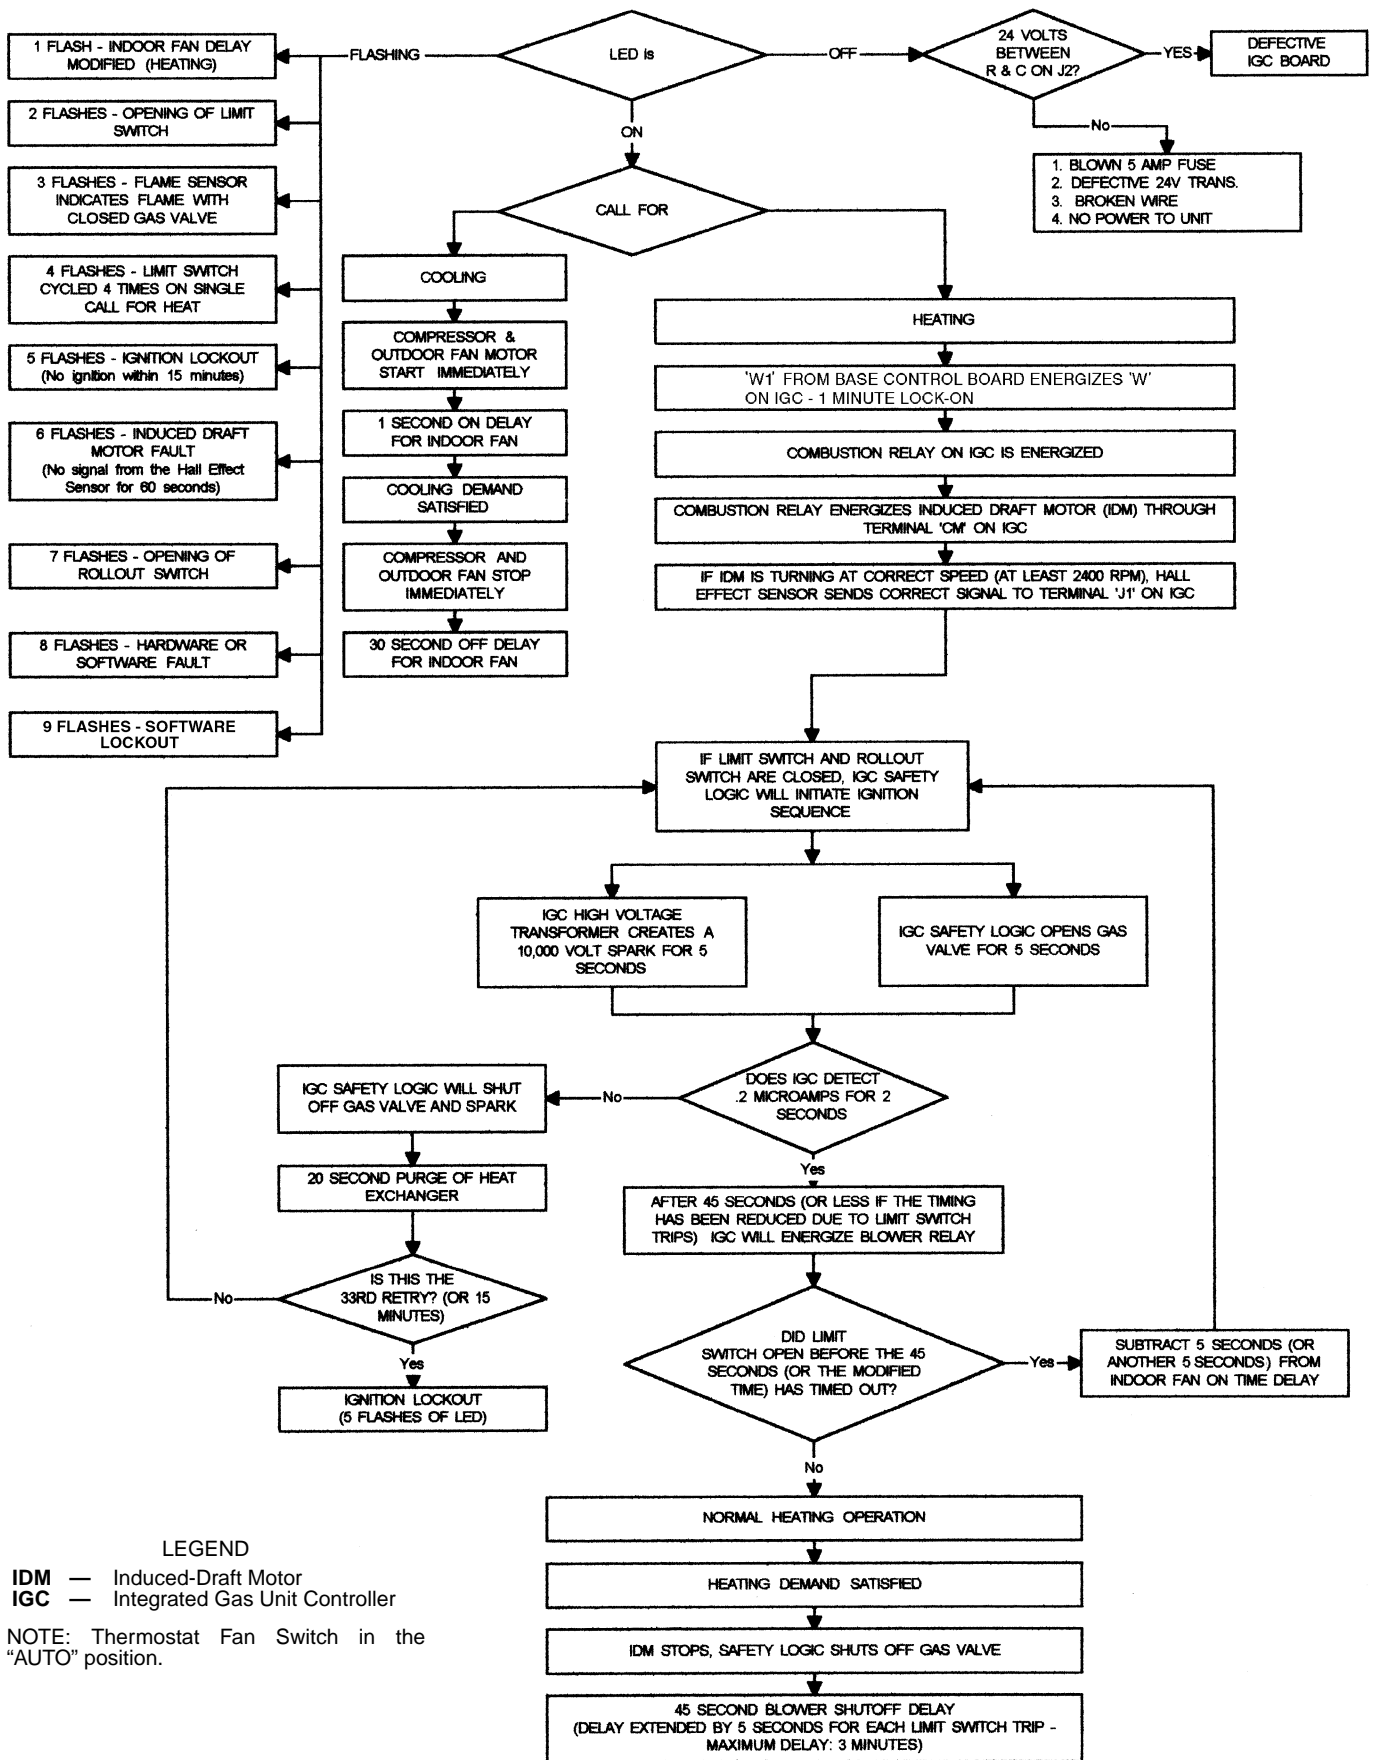 LED is
FLASHING
1 FLASH - INDOOR FAN DELAY
MODIFIED (HEATING)
2 FLASHES - OPENING OF LIMIT
SWITCH
3 FLASHES - FLAME SENSOR
INDICATES FLAME WITH
CLOSED GAS VALVE
4 FLASHES - LIMIT SWITCH
CYCLED 4 TIMES ON SINGLE
CALL FOR HEAT
5 FLASHES - IGNITION LOCKOUT
(No ignition within 15 minutes)
6 FLASHES - INDUCED DRAFT
MOTOR FAULT
(No signal from the Hall Effect
Sensor for 60 seconds)
7 FLASHES - OPENING OF
ROLLOUT SWITCH
8 FLASHES - HARDWARE OR
SOFTWARE FAULT
9 FLASHES - SOFTWARE
LOCKOUT
OFF
24 VOLTS
BETWEEN
R & C ON J2?
YES
DEFECTIVE
IGC BOARD
No
1. BLOWN 5 AMP FUSE
2. DEFECTIVE 24V TRANS.
3. BROKEN WIRE
4. NO POWER TO UNIT
ON
CALL FOR
COOLING
COMPRESSOR &
OUTDOOR FAN MOTOR
START IMMEDIATELY
1 SECOND ON DELAY
FOR INDOOR FAN
COOLING DEMAND
SATISFIED
COMPRESSOR AND
OUTDOOR FAN STOP
IMMEDIATELY
30 SECOND OFF DELAY
FOR INDOOR FAN
HEATING
'W1' FROM BASE CONTROL BOARD ENERGIZES 'W'
ON IGC - 1 MINUTE LOCK-ON
COMBUSTION RELAY ON IGC IS ENERGIZED
COMBUSTION RELAY ENERGIZES INDUCED DRAFT MOTOR (IDM) THROUGH
TERMINAL 'CM' ON IGC
IF IDM IS TURNING AT CORRECT SPEED (AT LEAST 2400 RPM), HALL
EFFECT SENSOR SENDS CORRECT SIGNAL TO TERMINAL 'J1' ON IGC
IF LIMIT SWITCH AND ROLLOUT
SWITCH ARE CLOSED, IGC SAFETY
LOGIC WILL INITIATE IGNITION
SEQUENCE
IGC HIGH VOLTAGE
TRANSFORMER CREATES A
10,000 VOLT SPARK FOR 5
SECONDS
IGC SAFETY LOGIC OPENS GAS
VALVE FOR 5 SECONDS
DOES IGC DETECT
.2 MICROAMPS FOR 2
SECONDS
No
IGC SAFETY LOGIC WILL SHUT
OFF GAS VALVE AND SPARK
20 SECOND PURGE OF HEAT
EXCHANGER
IS THIS THE
33RD RETRY? (OR 15
MINUTES)
No
Yes
IGNITION LOCKOUT
(5 FLASHES OF LED)
Yes
AFTER 45 SECONDS (OR LESS IF THE TIMING
HAS BEEN REDUCED DUE TO LIMIT SWITCH
TRIPS) IGC WILL ENERGIZE BLOWER RELAY
DID LIMIT
SWITCH OPEN BEFORE THE 45
SECONDS (OR THE MODIFIED
TIME) HAS TIMED OUT?
Yes
SUBTRACT 5 SECONDS (OR
ANOTHER 5 SECONDS) FROM
INDOOR FAN ON TIME DELAY
No
NORMAL HEATING OPERATION
HEATING DEMAND SATISFIED
IDM STOPS, SAFETY LOGIC SHUTS OFF GAS VALVE
45 SECOND BLOWER SHUTOFF DELAY
(DELAY EXTENDED BY 5 SECONDS FOR EACH LIMIT SWITCH TRIP -
MAXIMUM DELAY: 3 MINUTES)
LEGEND
IDM — Induced-Draft Motor
IGC — Integrated Gas Unit Controller
NOTE: Thermostat Fan Switch in the
“AUTO” position.